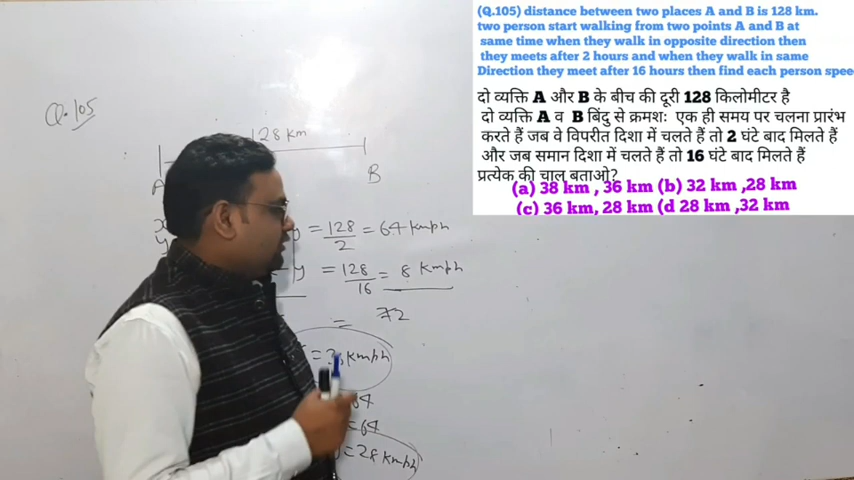 (Q.105) distance between two places A and B is 128 km.
two person start walking from two points A and B at
same time when they walk in opposite direction then
they meets after 2 hours and when they walk in same
Direction they meet after 16 hours then find each person spee
दो व्यक्ति A और B के बीच की दूरी 128 किलोमीटर है
दो व्यक्ति A व B बिंदु से क्रमशः एक ही समय पर चलना प्रारंभ
करते हैं जब वे विपरीत दिशा में चलते हैं तो 2 घंटे बाद मिलते हैं
और जब समान दिशा में चलते हैं तो 16 घंटे बाद मिलते हैं
प्रत्येक की चाल बताओ?
(a) 38 km , 36 km (b) 32 km ,28 km
(c) 36 km, 28 km (d 28 km ,32 km
Q.105
128 km
A B
y = 128/2 = 64 kmph
y = 128/16 = 8 kmph
= 72
= kmph
64
= 64
= 28 kmph